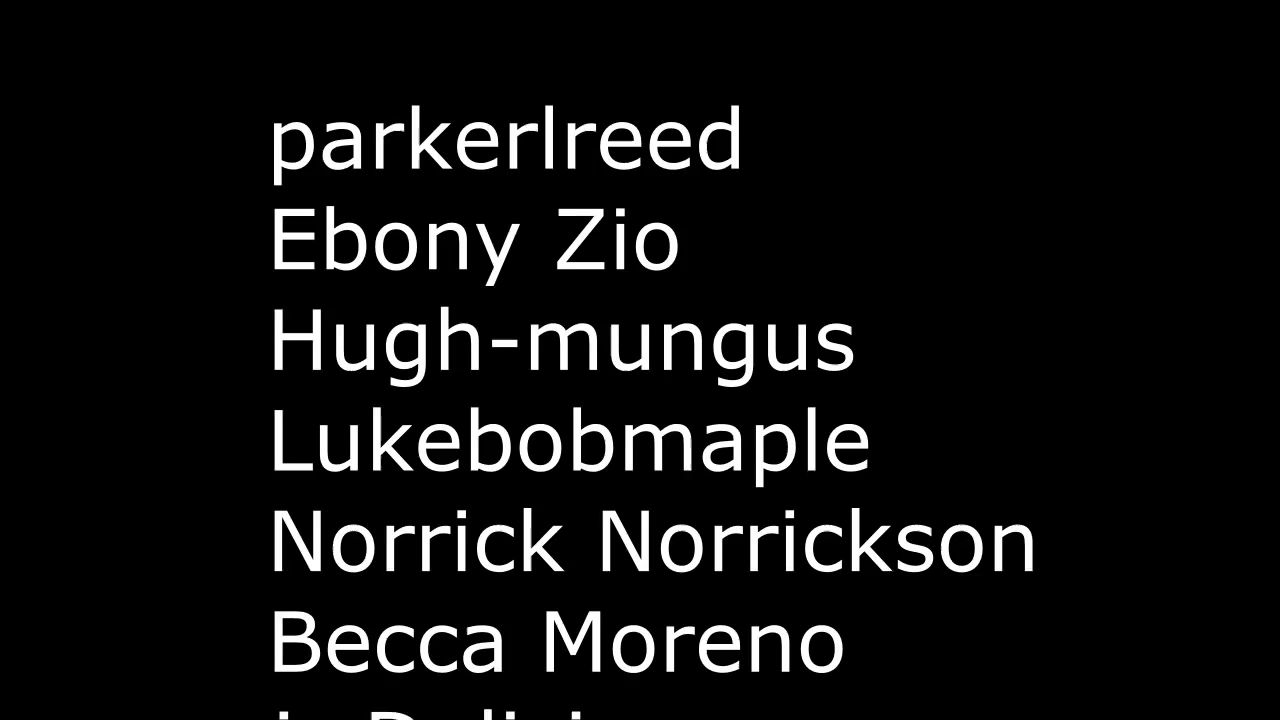 parkerlreed
Ebony Zio
Hugh-mungus
Lukebobmaple
Norrick Norrickson
Becca Moreno